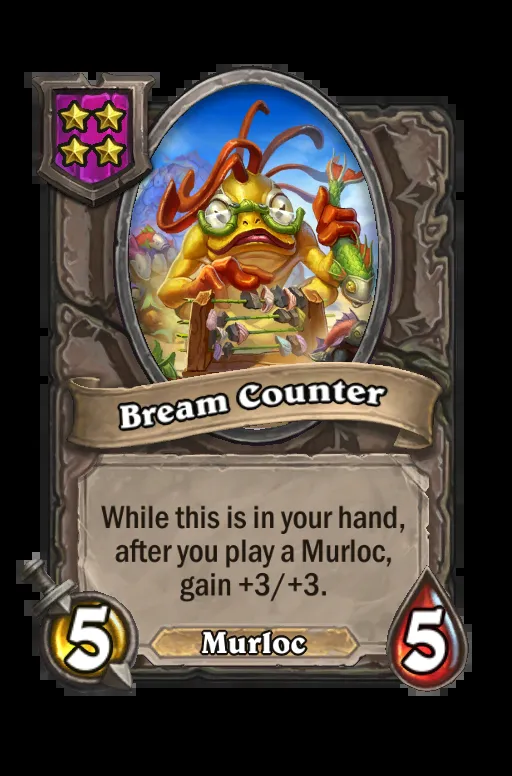 Bream Counter
While this is in your hand,
after you play a Murloc,
gain +3/+3.
5
Murloc
5